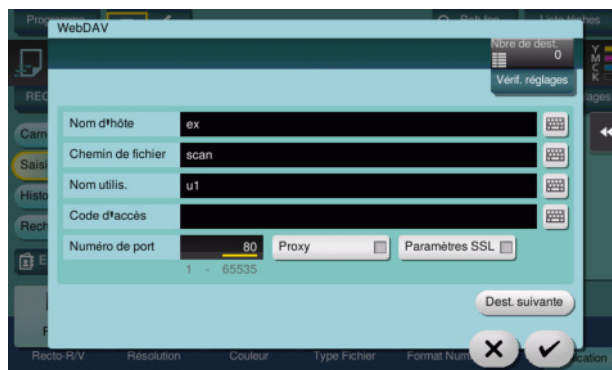 WebDAV
Nbre de dest.
0
Vérif. réglages
Nom d'hôte ex
Chemin de fichier scan
Nom utilis. u1
Code d'accès
Numéro de port 80 Proxy Paramètres SSL
1 - 65535
Dest. suivante
Recto-R/V Résolution Couleur Type Fichier
Y
M
C
K